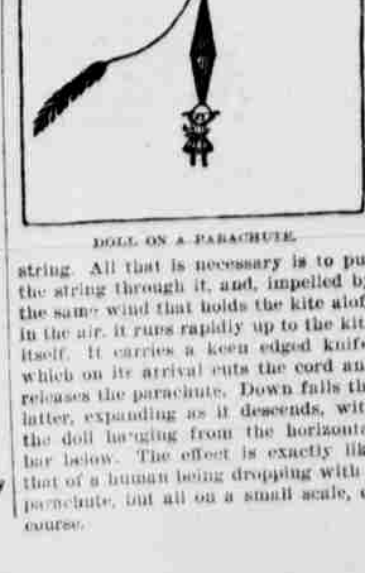 DOLL ON A PARACHUTE.
string. All that is necessary is to pu
the string through it, and, impelled b
the same wind that holds the kite alof
in the air, it runs rapidly up to the kit
itself. It carries a keen edged knife
which on its arrival cuts the cord an
releases the parachute. Down falls th
latter, expanding as it descends, wit
the doll hanging from the horizonta
bar below. The effect is exactly lik
that of a human being dropping with
parachute, but all on a small scale, o
course.